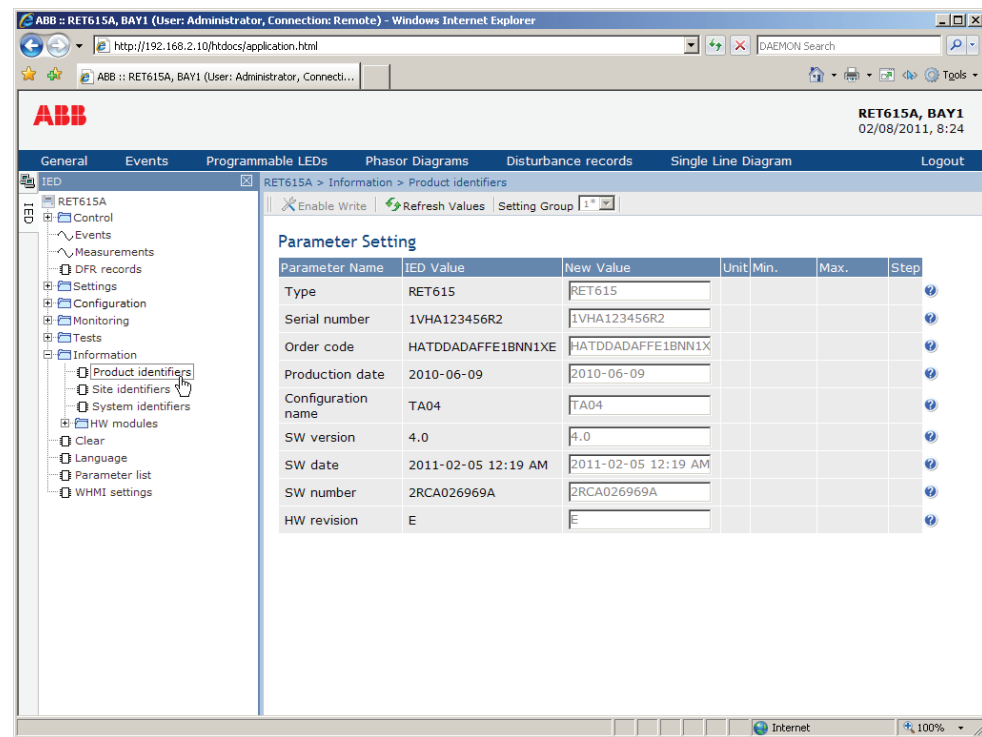 ABB :: RET615A, BAY1 (User: Administrator, Connection: Remote) - Windows Internet Explorer
http://192.168.2.10/htdocs/application.html
DAEMON Search
ABB :: RET615A, BAY1 (User: Administrator, Connecti...
Tools
ABB
RET615A, BAY1
02/08/2011, 8:24
General Events Programmable LEDs Phasor Diagrams Disturbance records Single Line Diagram Logout
IED
IED
RET615A
Control
Events
Measurements
DFR records
Settings
Configuration
Monitoring
Tests
Information
Product identifiers
Site identifiers
System identifiers
HW modules
Clear
Language
Parameter list
WHMI settings
RET615A > Information > Product identifiers
Enable Write Refresh Values Setting Group 1*
Parameter Setting
Parameter Name IED Value New Value Unit Min. Max. Step
Type RET615 RET615
Serial number 1VHA123456R2 1VHA123456R2
Order code HATDDADAFFE1BNN1XE HATDDADAFFE1BNN1X
Production date 2010-06-09 2010-06-09
Configuration name TA04 TA04
SW version 4.0 4.0
SW date 2011-02-05 12:19 AM 2011-02-05 12:19 AM
SW number 2RCA026969A 2RCA026969A
HW revision E E
Internet 100%